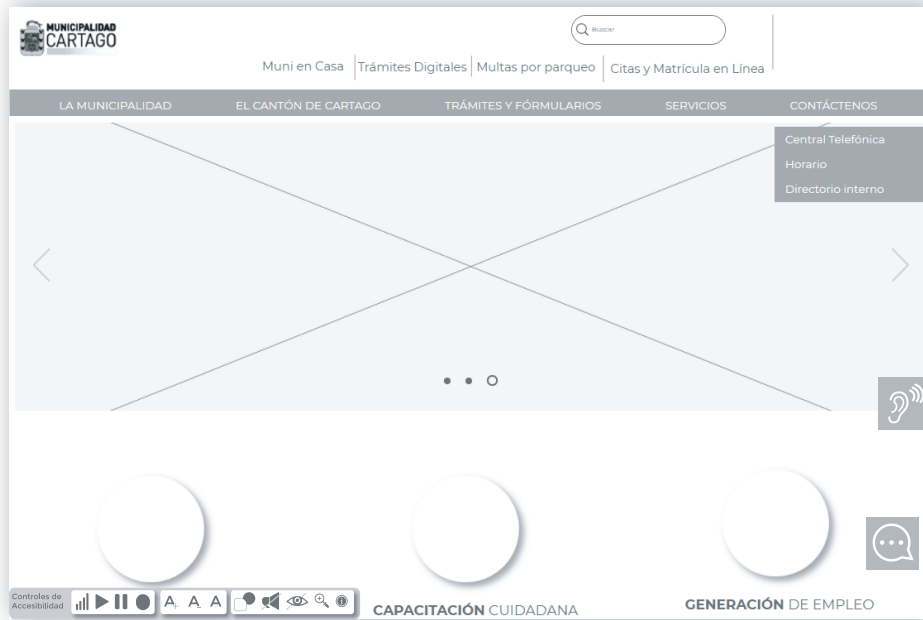 MUNICIPALIDAD
CARTAGO
Buscar
Muni en Casa
Trámites Digitales
Multas por parqueo
Citas y Matrícula en Línea
LA MUNICIPALIDAD
EL CANTÓN DE CARTAGO
TRÁMITES Y FÓRMULARIOS
SERVICIOS
CONTÁCTENOS
Central Telefónica
Horario
Directorio interno
Controles de
Accesibilidad
A+
A-
A
CAPACITACIÓN CUIDADANA
GENERACIÓN DE EMPLEO